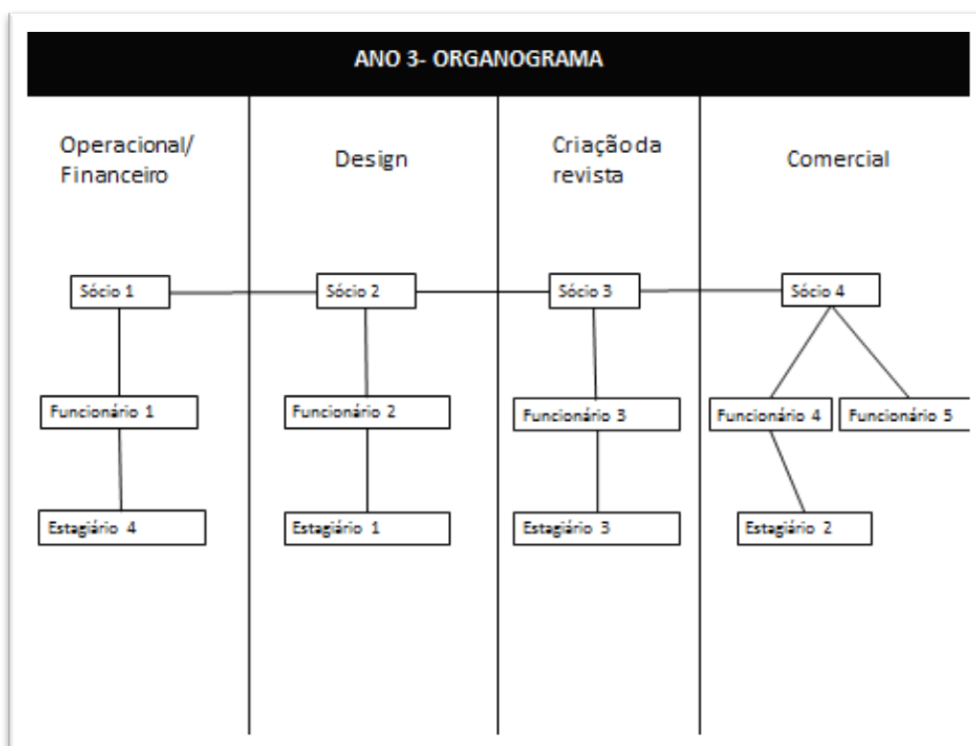 ANO 3- ORGANOGRAMA
Operacional/
Financeiro
Design
Criação da
revista
Comercial
Sócio 1
Sócio 2
Sócio 3
Sócio 4
Funcionário 1
Funcionário 2
Funcionário 3
Funcionário 4
Funcionário 5
Estagiário 4
Estagiário 1
Estagiário 3
Estagiário 2